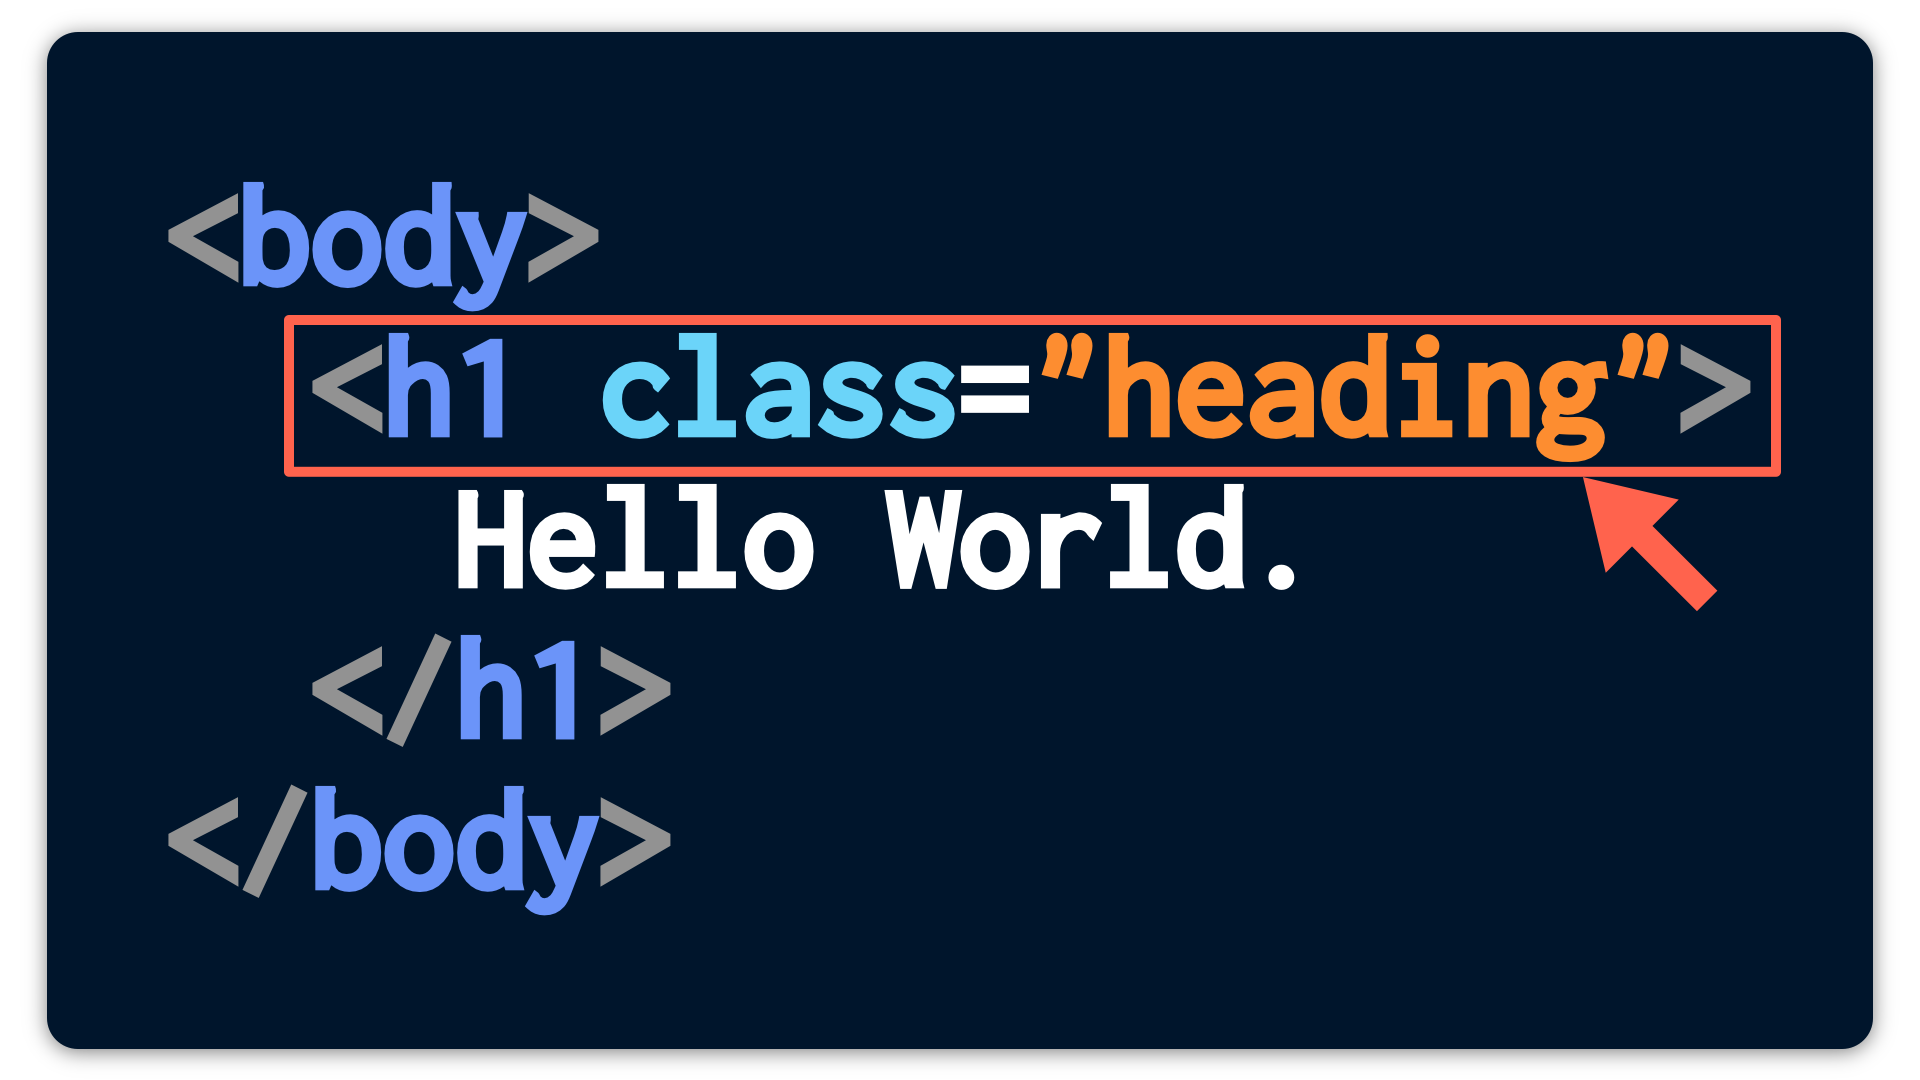 <body>
<h1 class=”heading”>
Hello World.
</h1>
</body>